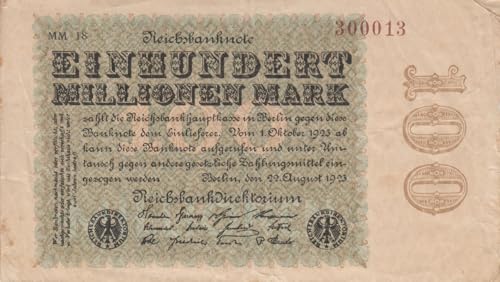 MM 18
Reichsbanknote
300013
EINHUNDERT
MILLIONEN MARK
zahlt die Reichsbankhauptkasse in Berlin gegen diese
Banknote dem Einlieferer. Vom 1. Oktober 1923 ab
kann diese Banknote aufgerufen und unter Um-
tausch gegen andere gesetzliche Zahlungsmittel ein-
gezogen werden
Berlin, den 22. August 1923
Reichsbankdirektorium
100